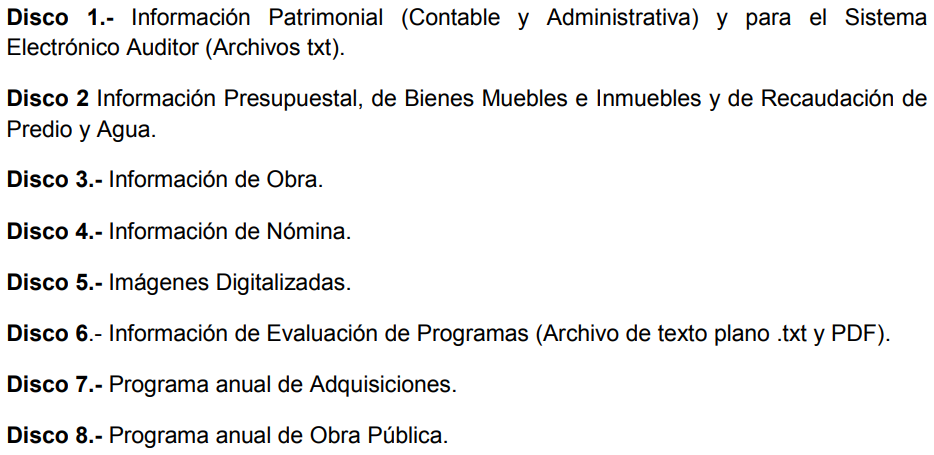 Disco 1.- Información Patrimonial (Contable y Administrativa) y para el Sistema
Electrónico Auditor (Archivos txt).
Disco 2 Información Presupuestal, de Bienes Muebles e Inmuebles y de Recaudación de
Predio y Agua.
Disco 3.- Información de Obra.
Disco 4.- Información de Nómina.
Disco 5.- Imágenes Digitalizadas.
Disco 6.- Información de Evaluación de Programas (Archivo de texto plano .txt y PDF).
Disco 7.- Programa anual de Adquisiciones.
Disco 8.- Programa anual de Obra Pública.